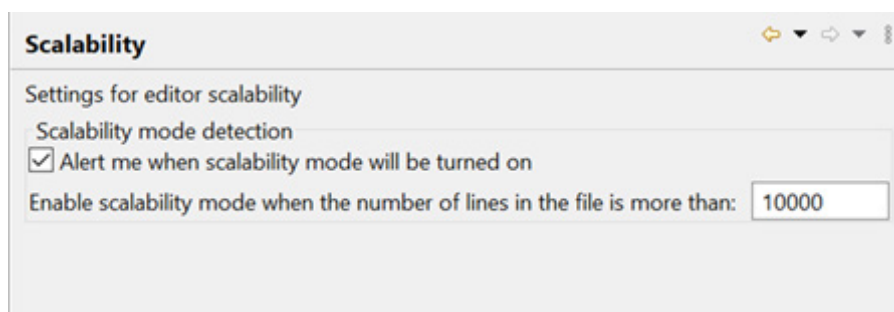 Scalability
Settings for editor scalability
Scalability mode detection
Alert me when scalability mode will be turned on
Enable scalability mode when the number of lines in the file is more than: 10000